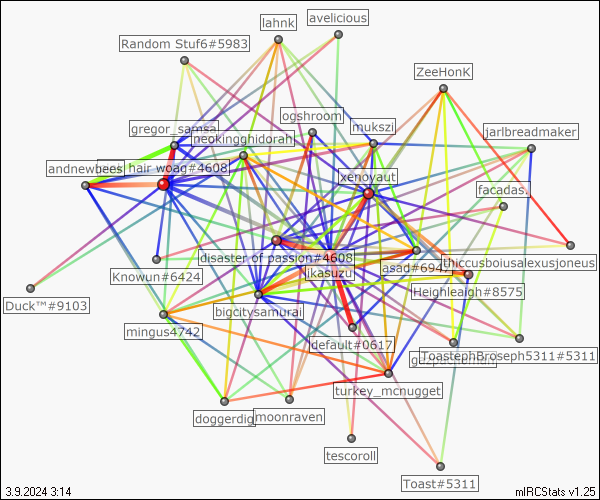 lahnk
avelicious
Random Stuf6#5983
ZeeHonK
ogshroom
gregor_samsa
mukszi
neokingghidorah
jarlbreadmaker
andnewbees
hair woag#4608
xenoyaut
facadas.
disaster of passion#4608
thiccusboiusalexusjoneus
asad#6947
Knowun#6424
likasuzu
Heighleaigh#8575
Duck™#9103
bigcitysamurai
mingus4742
default#0617
ToastephBroseph5311#5311
turkey_mcnugget
doggerdig
moonraven
tescoroll
Toast#5311
3.9.2024 3:14
mIRCStats v1.25